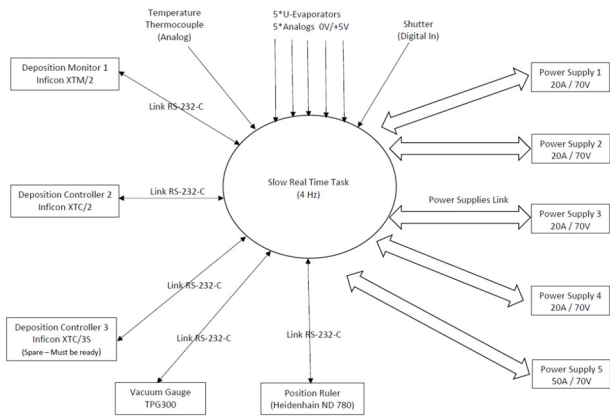 Temperature
Thermocouple
(Analog)
5*U-Evaporators
5*Analogs 0V/+5V
Shutter
(Digital In)
Deposition Monitor 1
Inficon XTM/2
Link RS-232-C
Power Supply 1
20A / 70V
Power Supply 2
20A / 70V
Deposition Controller 2
Inficon XTC/2
Link RS-232-C
Slow Real Time Task
(4 Hz)
Power Supplies Link
Power Supply 3
20A / 70V
Link RS-232-C
Power Supply 4
20A / 70V
Deposition Controller 3
Inficon XTC/3S
(Spare – Must be ready)
Link RS-232-C
Link RS-232-C
Vacuum Gauge
TPG300
Position Ruler
(Heidenhain ND 780)
Power Supply 5
50A / 70V